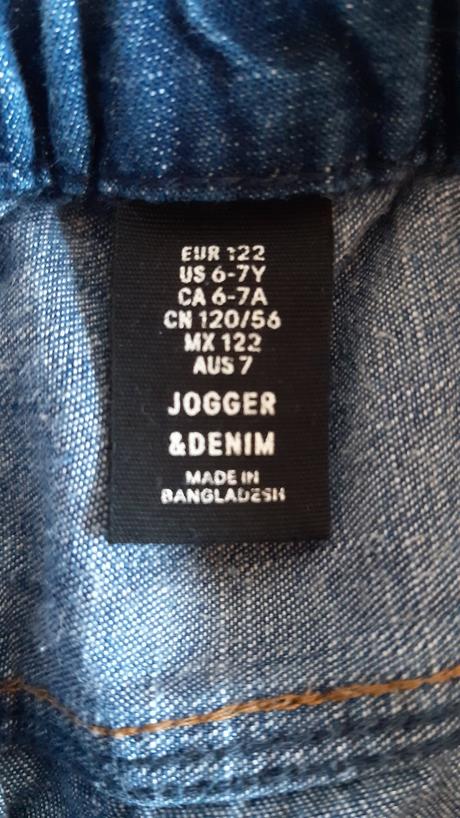 EUR 122
US 6-7Y
CA 6-7A
CN 120/56
MX 122
AUS 7
JOGGER
&DENIM
MADE IN
BANGLADESH